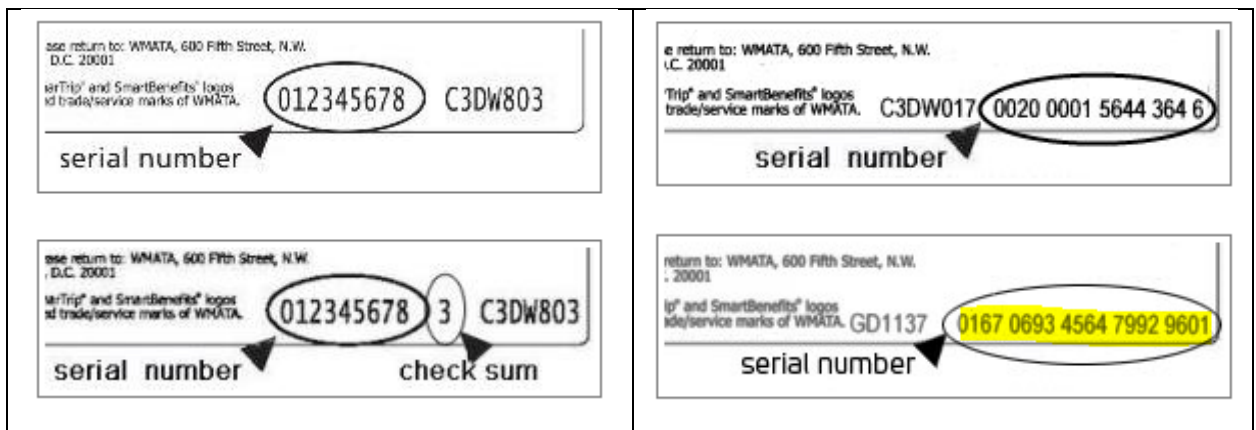 ase return to: WMATA, 600 Fifth Street, N.W.
D.C. 20001
arTrip® and SmartBenefits® logos
d trade/service marks of WMATA.
012345678 C3DW803
serial number
e return to: WMATA, 600 Fifth Street, N.W.
.C. 20001
Trip® and SmartBenefits® logos
trade/service marks of WMATA. C3DW017 0020 0001 5644 364 6
serial number
ase return to: WMATA, 600 Fifth Street, N.W.
, D.C. 20001
arTrip® and SmartBenefits® logos
d trade/service marks of WMATA.
012345678 3 C3DW803
serial number check sum
return to: WMATA, 600 Fifth Street, N.W.
. 20001
ip® and SmartBenefits® logos
ade/service marks of WMATA. GD1137 0167 0693 4564 7992 9601
serial number